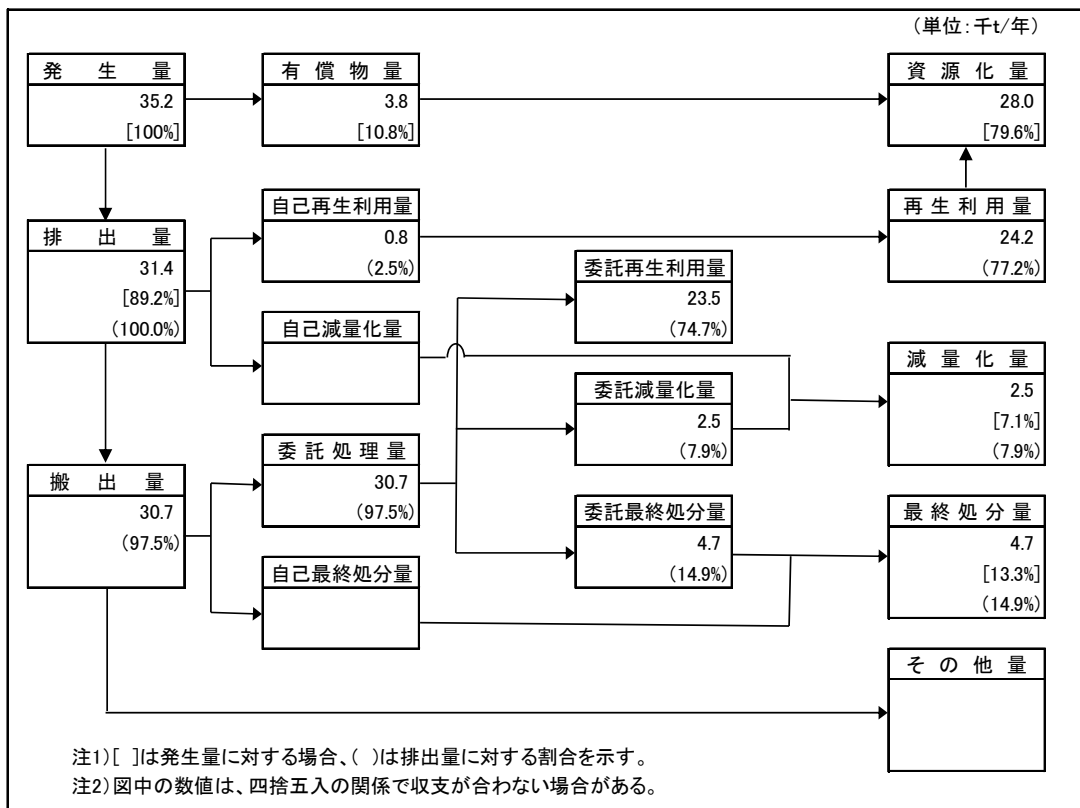 （単位：千t/年）
発生量
35.2
[100%]
有償物量
3.8
[10.8%]
資源化量
28.0
[79.6%]
排出量
31.4
[89.2%]
(100.0%)
自己再生利用量
0.8
(2.5%)
再生利用量
24.2
(77.2%)
委託再生利用量
23.5
(74.7%)
自己減量化量
委託減量化量
2.5
(7.9%)
減量化量
2.5
[7.1%]
(7.9%)
搬出量
30.7
(97.5%)
委託処理量
30.7
(97.5%)
委託最終処分量
4.7
(14.9%)
最終処分量
4.7
[13.3%]
(14.9%)
自己最終処分量
その他量
注1)[ ]は発生量に対する場合、( )は排出量に対する割合を示す。
注2)図中の数値は、四捨五入の関係で収支が合わない場合がある。